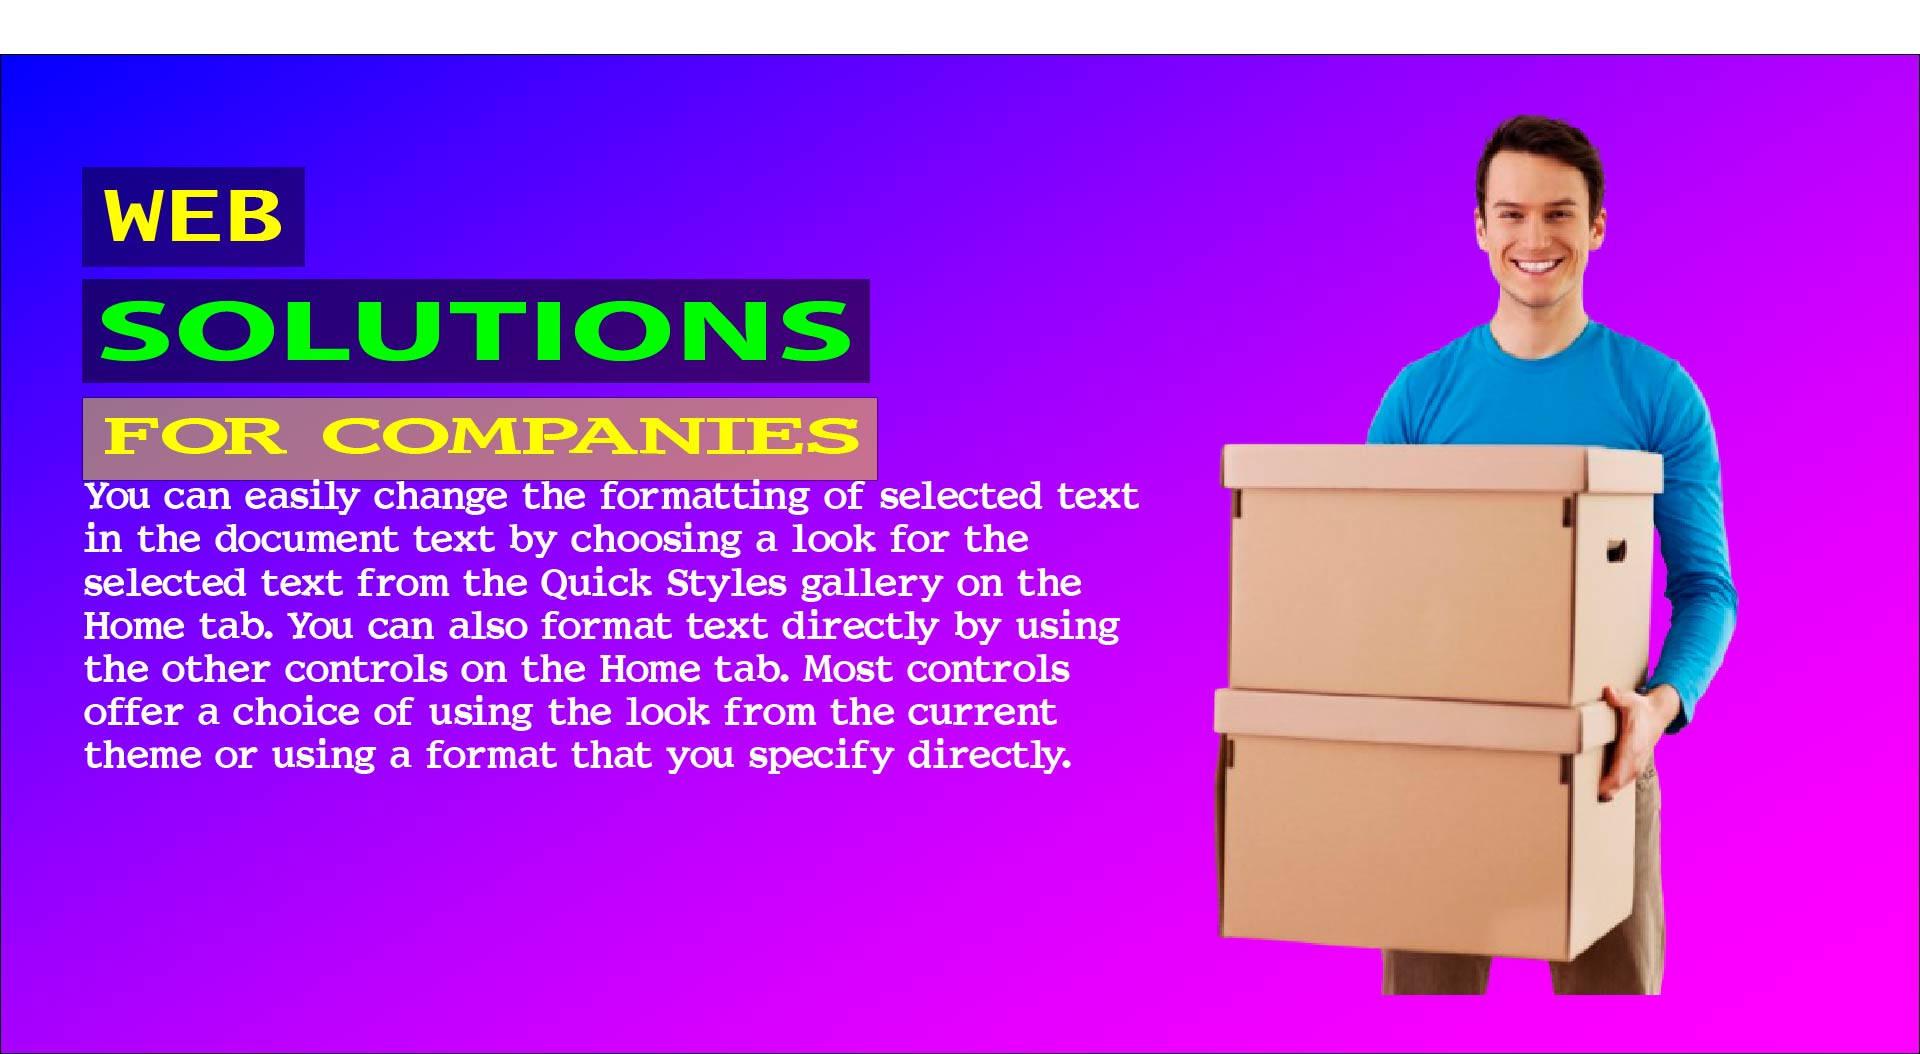 WEB
SOLUTIONS
FOR COMPANIES
You can easily change the formatting of selected text
in the document text by choosing a look for the
selected text from the Quick Styles gallery on the
Home tab. You can also format text directly by using
the other controls on the Home tab. Most controls
offer a choice of using the look from the current
theme or using a format that you specify directly.